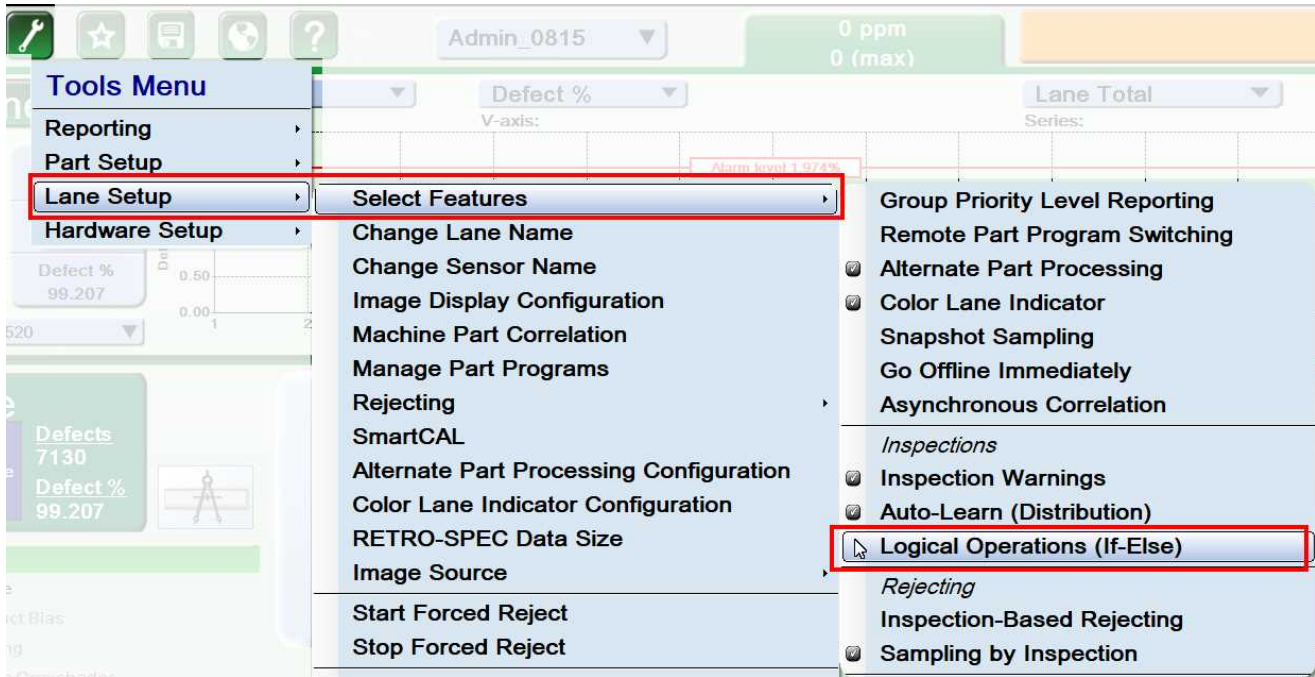 ?
Admin_0815
0 ppm
0 (max)
Tools Menu
Reporting
Part Setup
Lane Setup
Hardware Setup
Defect %
V-axis:
Lane Total
Series:
Alarm level 1.974%
Select Features
Change Lane Name
Change Sensor Name
Image Display Configuration
Machine Part Correlation
Manage Part Programs
Rejecting
SmartCAL
Alternate Part Processing Configuration
Color Lane Indicator Configuration
RETRO-SPEC Data Size
Image Source
Start Forced Reject
Stop Forced Reject
Group Priority Level Reporting
Remote Part Program Switching
Alternate Part Processing
Color Lane Indicator
Snapshot Sampling
Go Offline Immediately
Asynchronous Correlation
Inspections
Inspection Warnings
Auto-Learn (Distribution)
Logical Operations (If-Else)
Rejecting
Inspection-Based Rejecting
Sampling by Inspection
Defect %
99.207
0.50
0.00
1
2
520
Defects
7130
Defect %
99.207